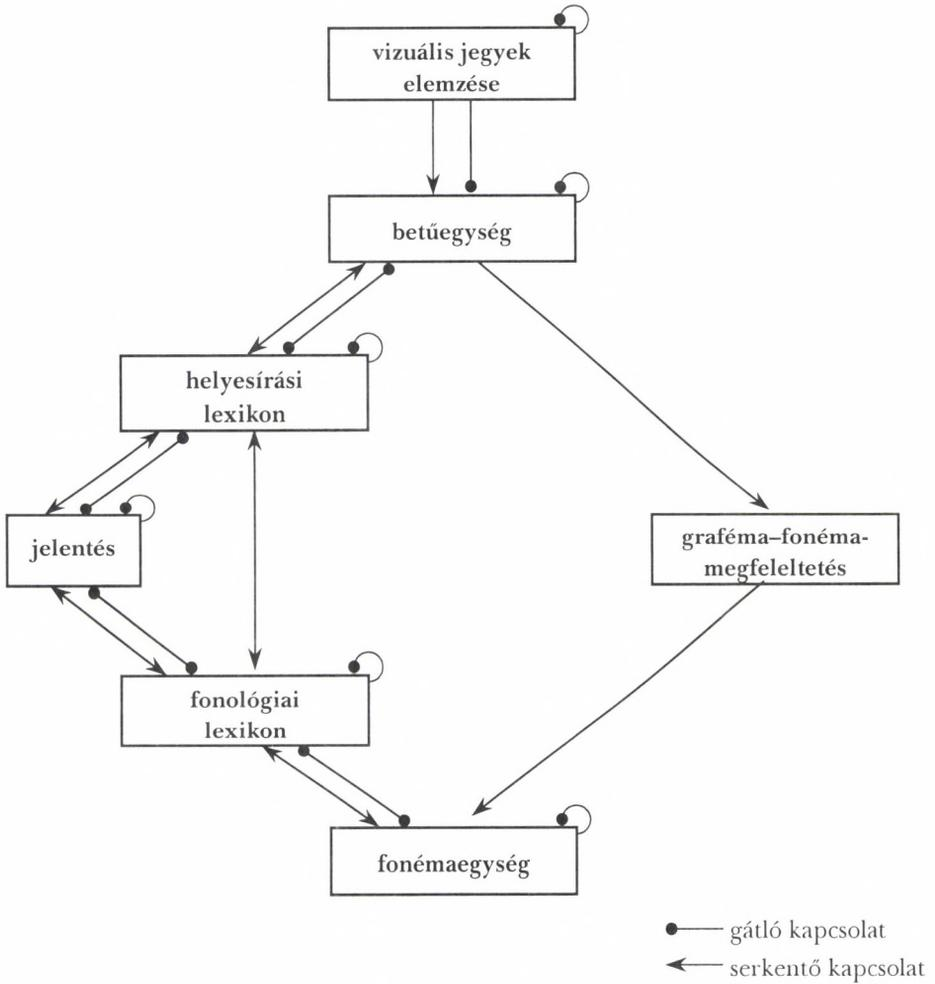 vizuális jegyek
elemzése
betűegység
helyesírási
lexikon
jelentés
graféma–fonéma-
megfeleltetés
fonológiai
lexikon
fonémaegység
gátló kapcsolat
serkentő kapcsolat